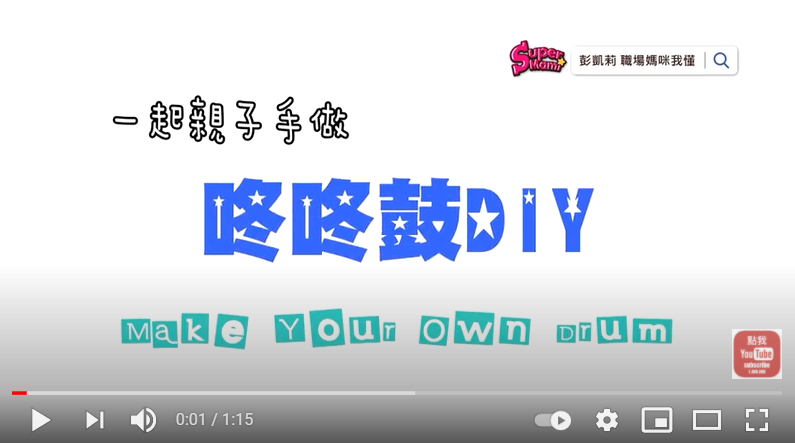 Super Mami
彭凱莉 職場媽咪我懂
一起親子手做
咚咚鼓DIY
Make Your Own Drum
點我
YouTube
subscribe
0:01 / 1:15